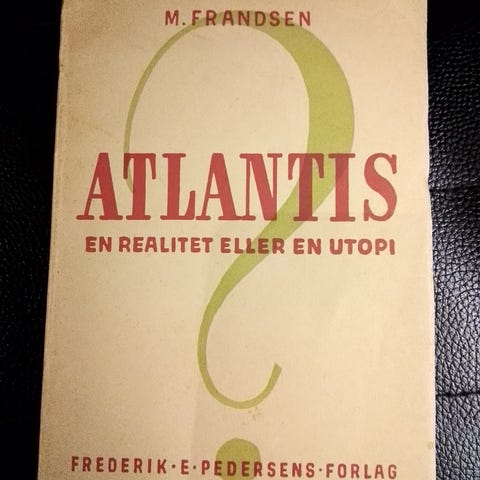 M. FRANDSEN
ATLANTIS
EN REALITET ELLER EN UTOPI
?
FREDERIK · E · PEDERSENS · FORLAG